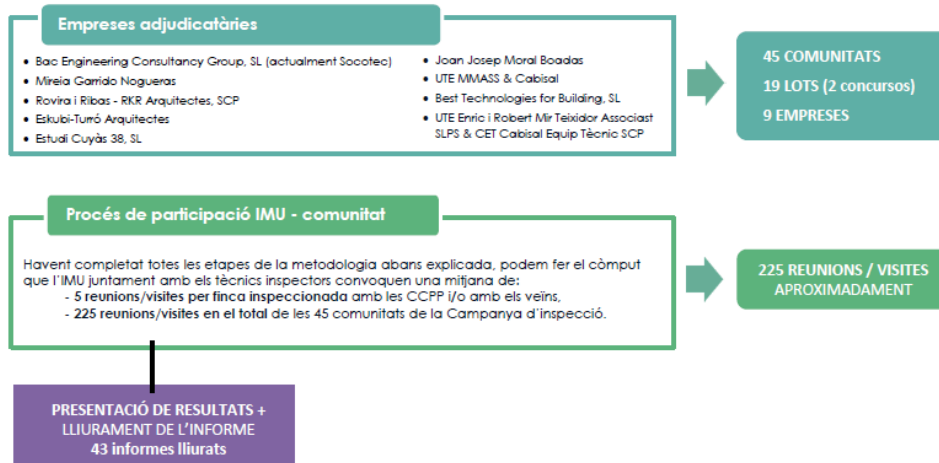 Empreses adjudicatàries
• Bac Engineering Consultancy Group, SL (actualment Socotec)
• Mireia Garrido Nogueras
• Rovira i Ribas - RKR Arquitectes, SCP
• Eskubi-Turró Arquitectes
• Estudi Cuyàs 38, SL
• Joan Josep Moral Boadas
• UTE MMASS & Cabisal
• Best Technologies for Building, SL
• UTE Enric i Robert Mir Teixidor Associast
SLPS & CET Cabisal Equip Tècnic SCP
45 COMUNITATS
19 LOTS (2 concursos)
9 EMPRESES
Procés de participació IMU - comunitat
Havent completat totes les etapes de la metodologia abans explicada, podem fer el còmput
que l'IMU juntament amb els tècnics inspectors convoquen una mitjana de:
- 5 reunions/visites per finca inspeccionada amb les CCPP i/o amb els veïns,
- 225 reunions/visites en el total de les 45 comunitats de la Campanya d'inspecció.
225 REUNIONS / VISITES
APROXIMADAMENT
PRESENTACIÓ DE RESULTATS +
LLIURAMENT DE L'INFORME
43 informes lliurats